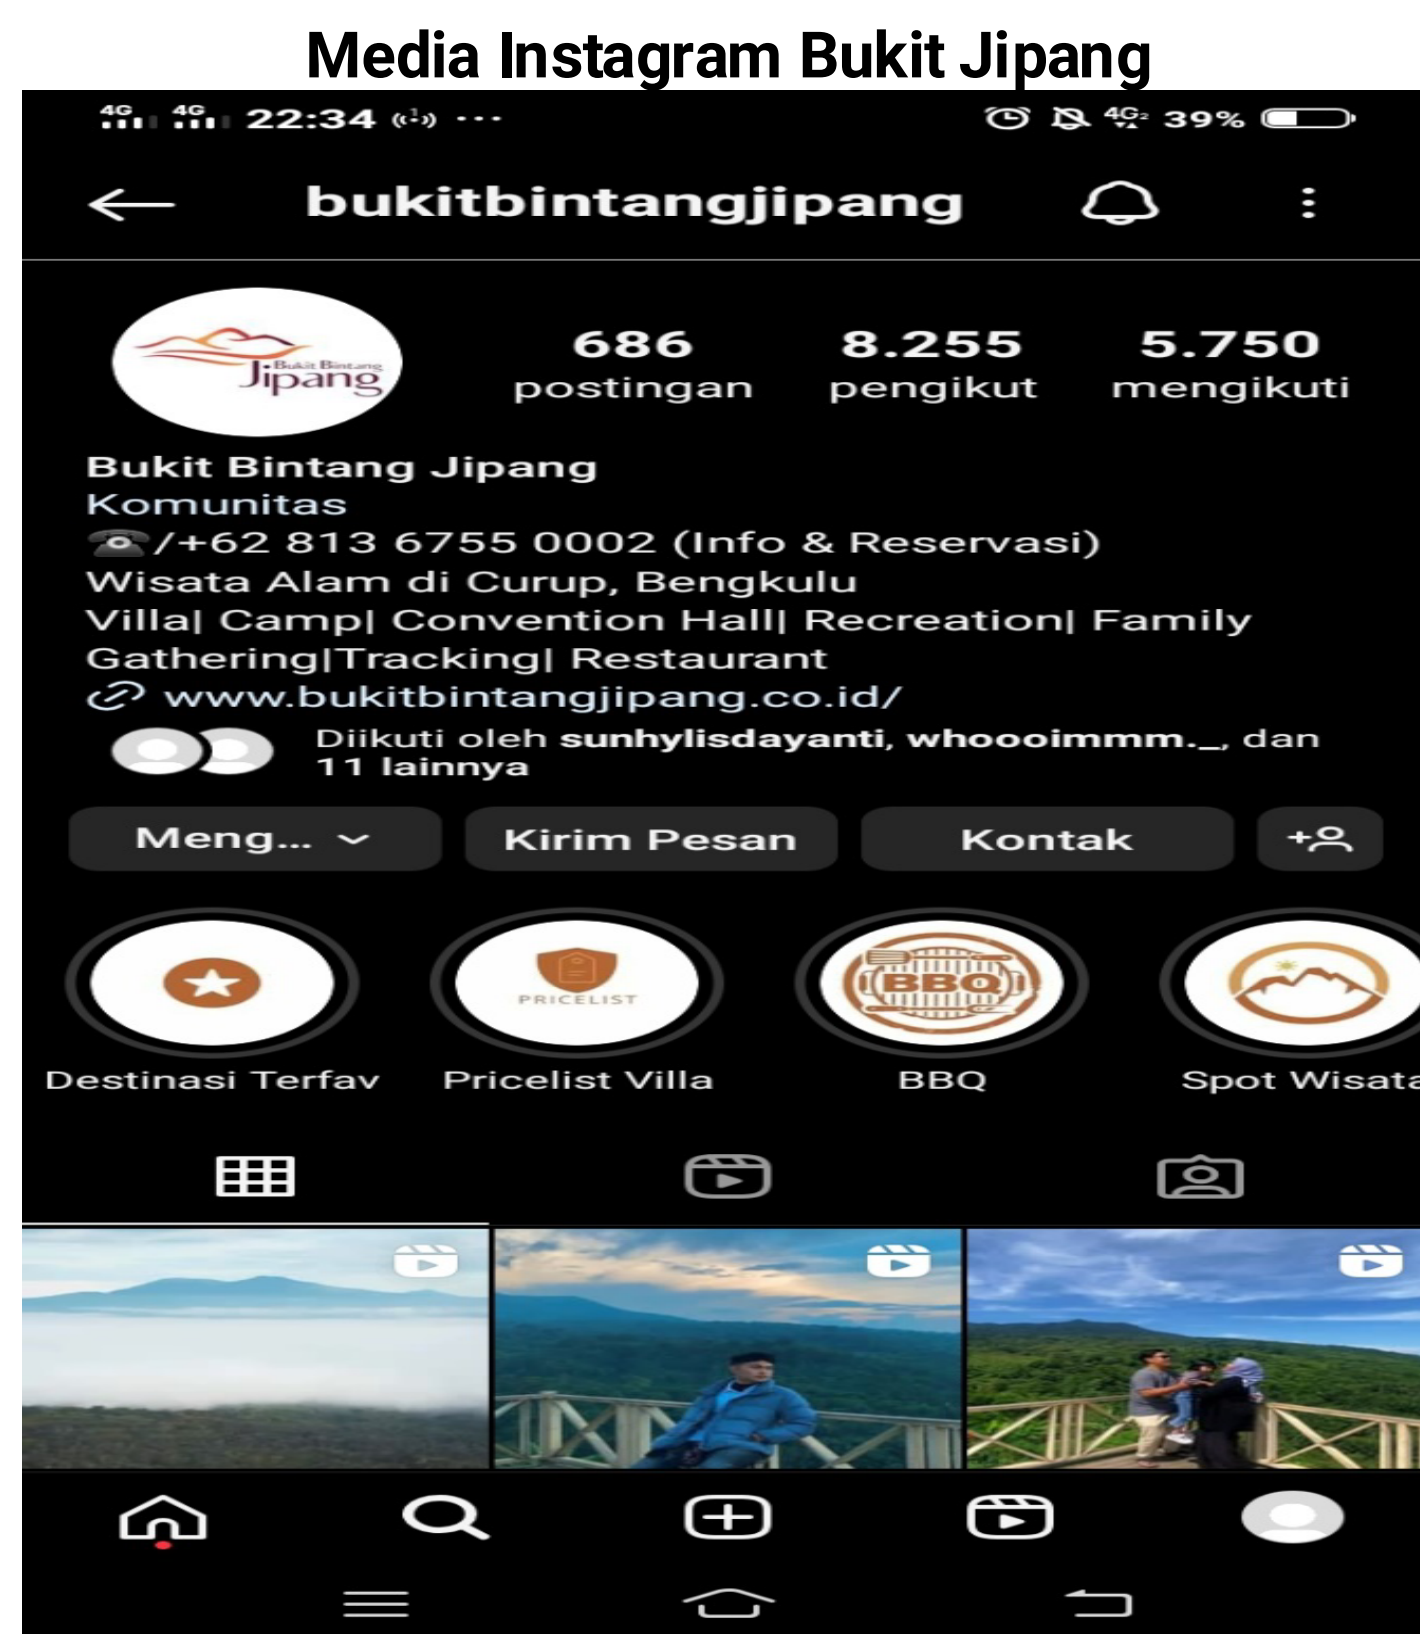 Media Instagram Bukit Jipang
4G 4G 22:34 4G2 39%
bukitbintangjipang
Bukit Bintang
Jipang
686 8.255 5.750
postingan pengikut mengikuti
Bukit Bintang Jipang
Komunitas
☎/+62 813 6755 0002 (Info & Reservasi)
Wisata Alam di Curup, Bengkulu
Villa| Camp| Convention Hall| Recreation| Family
Gathering|Tracking| Restaurant
www.bukitbintangjipang.co.id/
Diikuti oleh sunhylisdayanti, whoooimmm._, dan
11 lainnya
Meng... Kirim Pesan Kontak
PRICELIST BBQ
Destinasi Terfav Pricelist Villa BBQ Spot Wisata